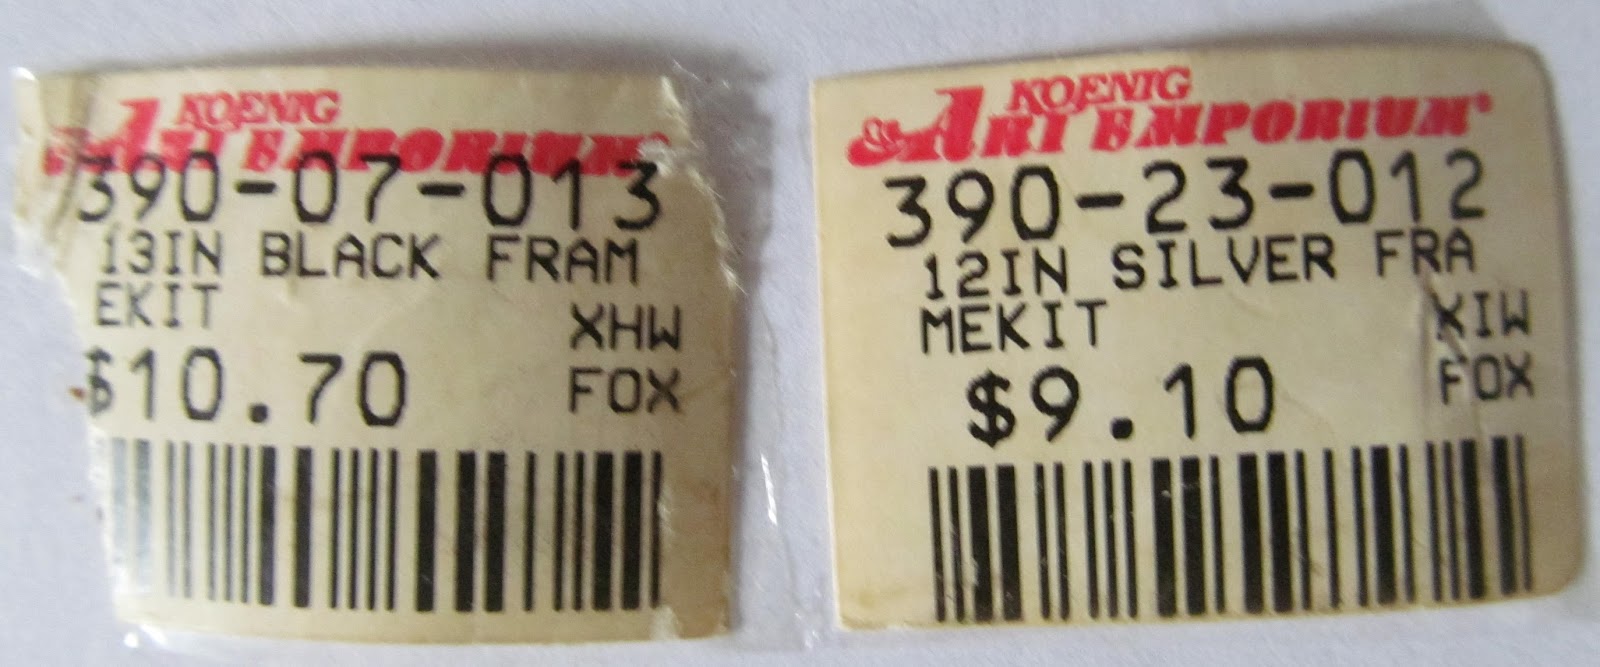 KOENIG
ART EMPORIUM
390-07-013
13IN BLACK FRAM
EKIT
XHW
$10.70
FOX
KOENIG
ART EMPORIUM
390-23-012
12IN SILVER FRA
MEKIT
XIW
$9.10
FOX